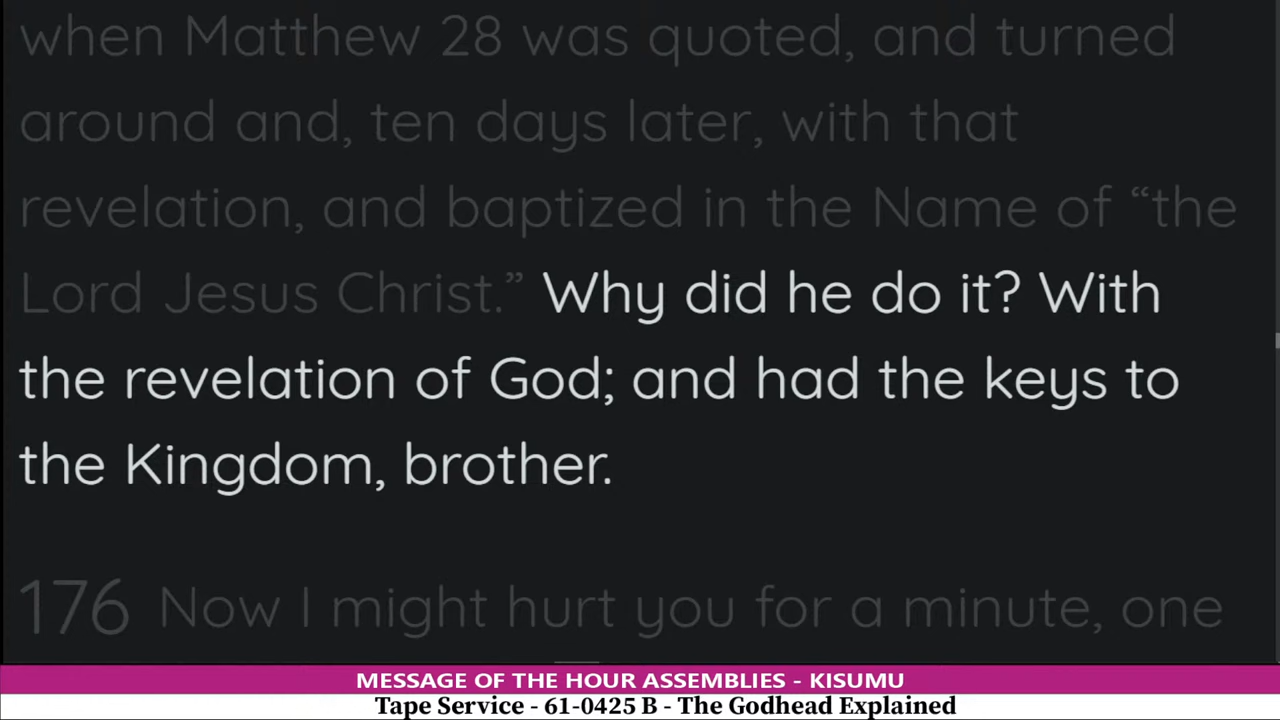 when Matthew 28 was quoted, and turned
around and, ten days later, with that
revelation, and baptized in the Name of “the
Lord Jesus Christ.” Why did he do it? With
the revelation of God; and had the keys to
the Kingdom, brother.
176 Now I might hurt you for a minute, one
MESSAGE OF THE HOUR ASSEMBLIES - KISUMU
Tape Service - 61-0425 B - The Godhead Explained